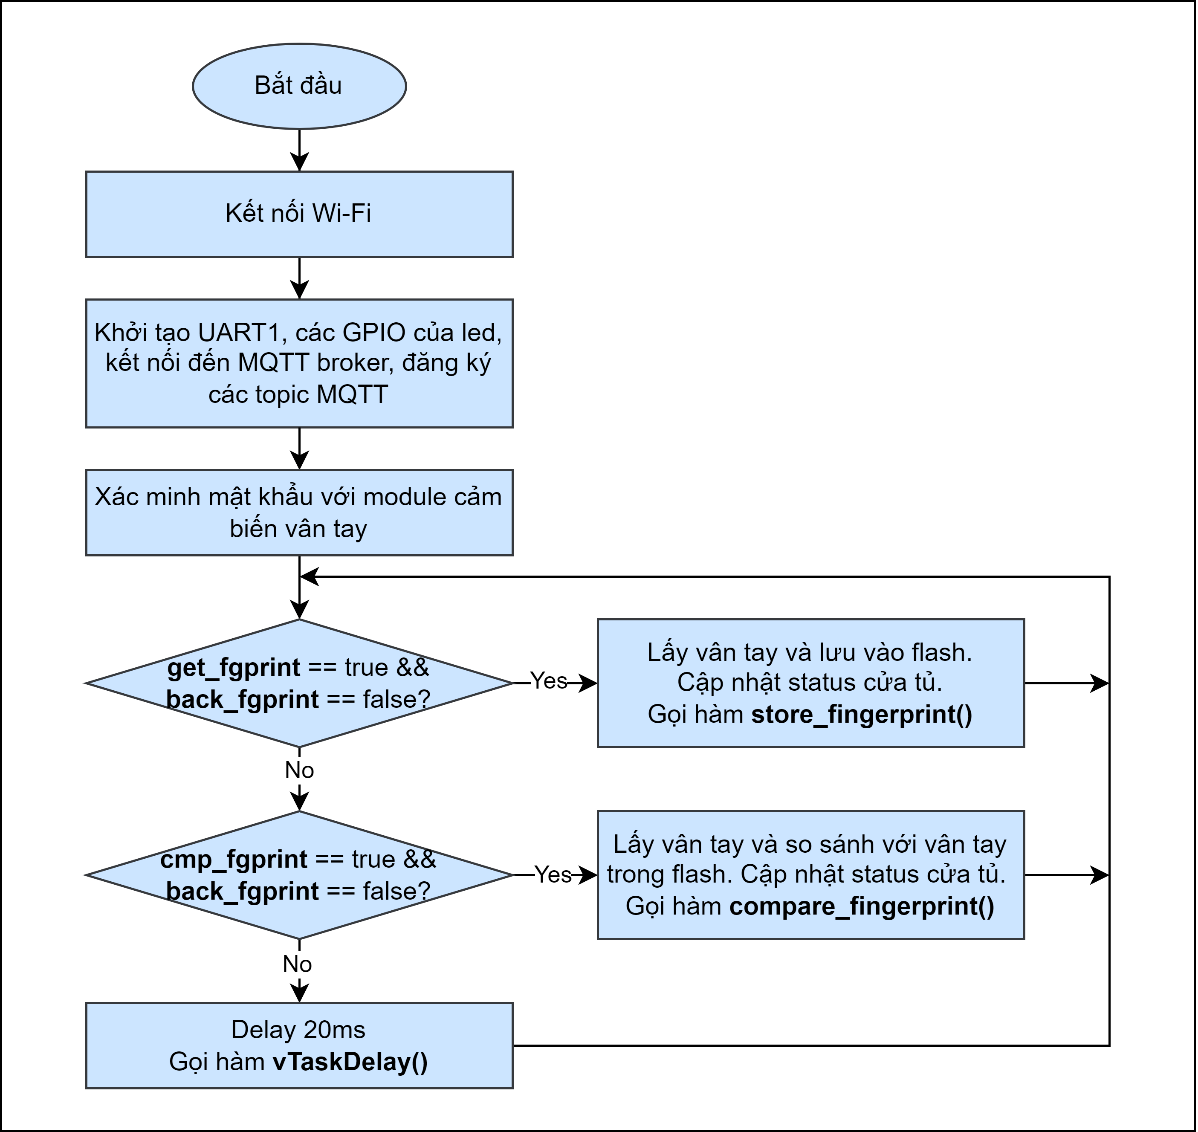 Bắt đầu
Kết nối Wi-Fi
Khởi tạo UART1, các GPIO của led,
kết nối đến MQTT broker, đăng ký
các topic MQTT
Xác minh mật khẩu với module cảm
biến vân tay
get_fgprint == true &&
back_fgprint == false?
Yes
Lấy vân tay và lưu vào flash.
Cập nhật status cửa tủ.
Gọi hàm store_fingerprint()
No
cmp_fgprint == true &&
back_fgprint == false?
Yes
Lấy vân tay và so sánh với vân tay
trong flash. Cập nhật status cửa tủ.
Gọi hàm compare_fingerprint()
No
Delay 20ms
Gọi hàm vTaskDelay()